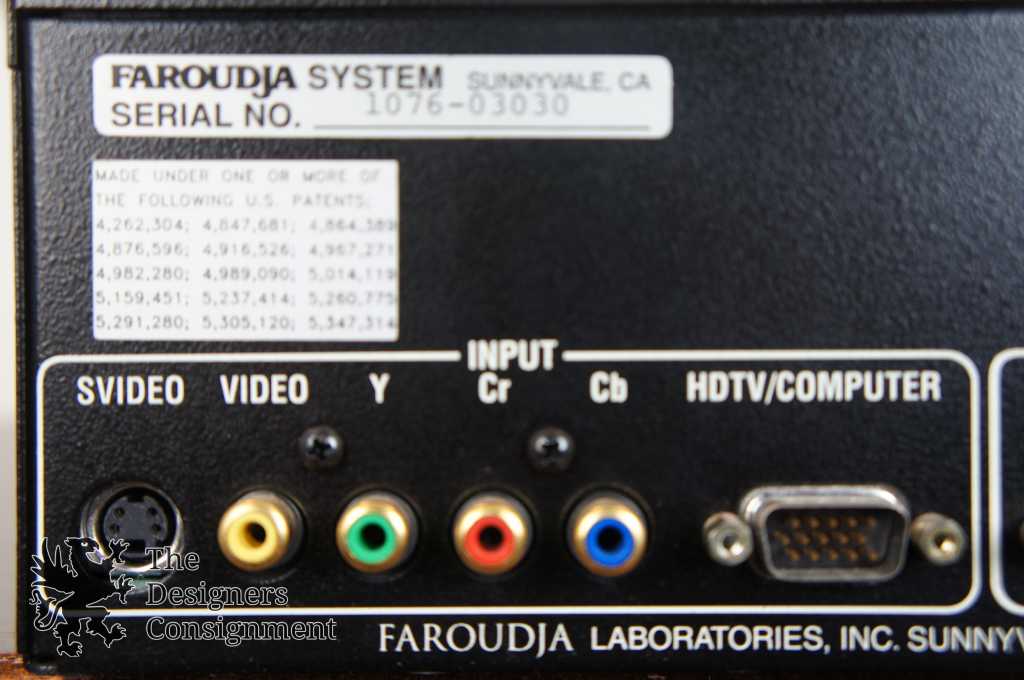 FAROUDJA SYSTEM SUNNYVALE, CA
SERIAL NO. 1076-03030
MADE UNDER ONE OR MORE OF
THE FOLLOWING U.S. PATENTS:
4,262,304; 4,847,681; 4,864,389
4,876,596; 4,916,526; 4,967,271
4,982,280; 4,989,090; 5,014,119
5,159,451; 5,237,414; 5,260,775
5,291,280; 5,305,120; 5,347,314
INPUT
SVIDEO VIDEO Y Cr Cb HDTV/COMPUTER
The
Designers
Consignment
FAROUDJA LABORATORIES, INC. SUNNYV